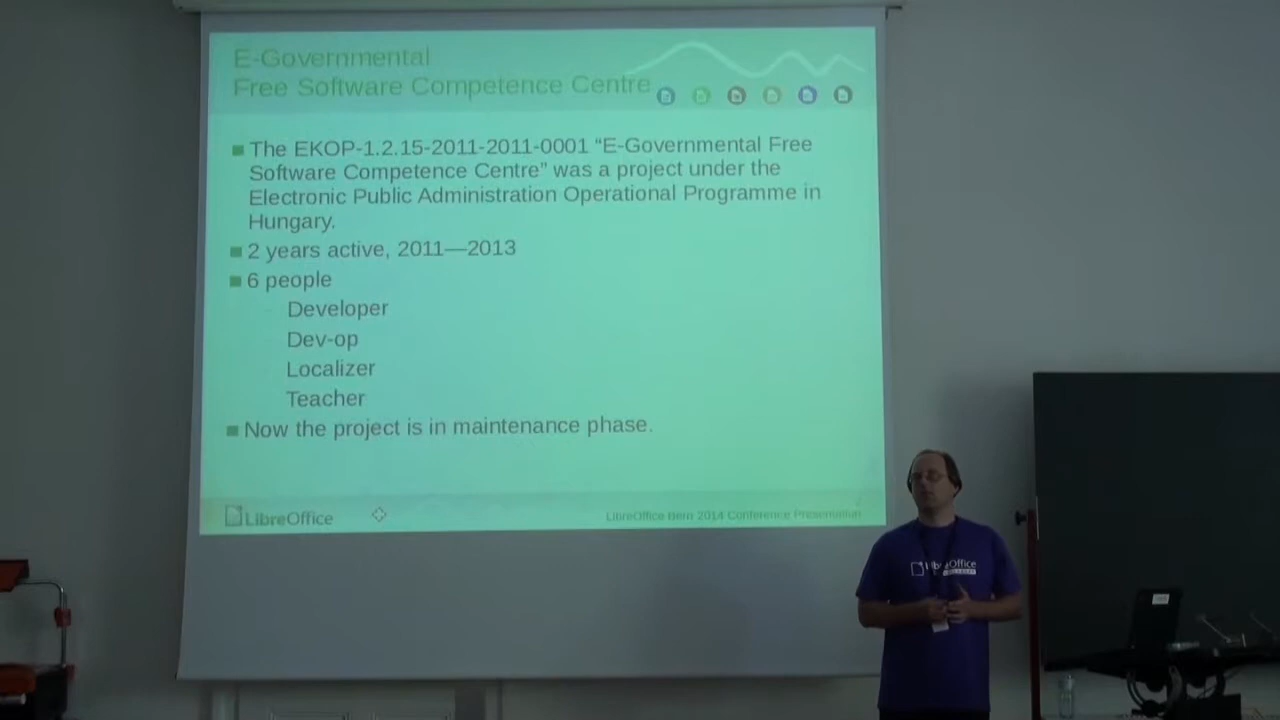 E-Governmental
Free Software Competence Centre
The EKOP-1.2.15-2011-2011-0001 “E-Governmental Free
Software Competence Centre” was a project under the
Electronic Public Administration Operational Programme in
Hungary.
2 years active, 2011—2013
6 people
Developer
Dev-op
Localizer
Teacher
Now the project is in maintenance phase.
LibreOffice
LibreOffice Bern 2014 Conference Presentation
LibreOffice